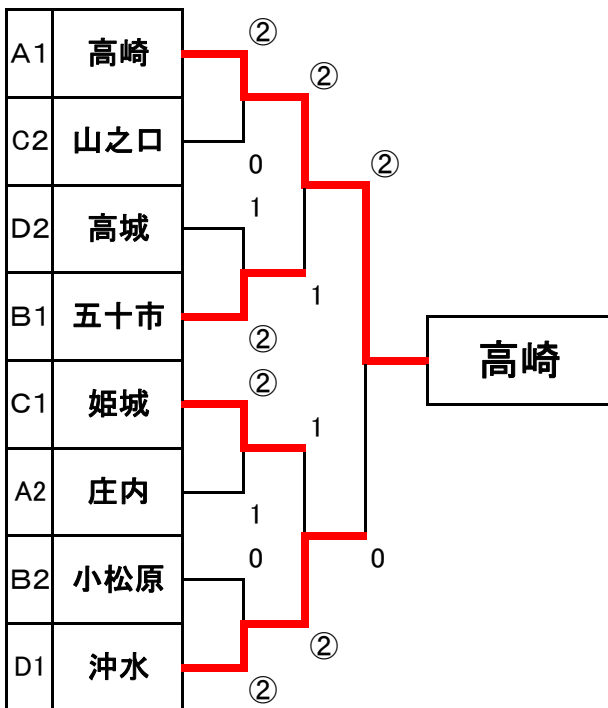 A1 高崎 ②
②
C2 山之口 0
②
D2 高城 1
1
B1 五十市 ②
高崎
C1 姫城 ②
1
A2 庄内 1
B2 小松原 0
0
②
D1 沖水 ②